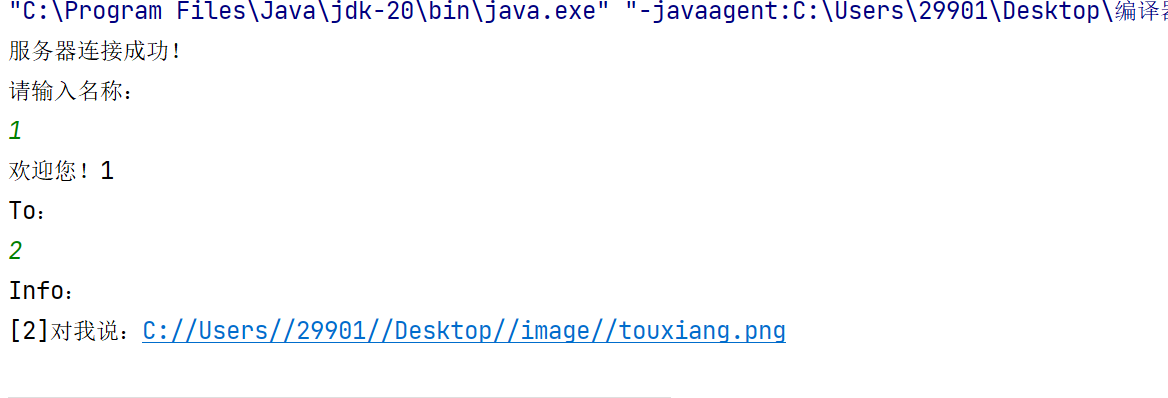 "C:\Program Files\Java\jdk-20\bin\java.exe" "-javaagent:C:\Users\29901\Desktop\编译器
服务器连接成功！
请输入名称：
1
欢迎您！1
To：
2
Info：
[2]对我说：C://Users//29901//Desktop//image//touxiang.png